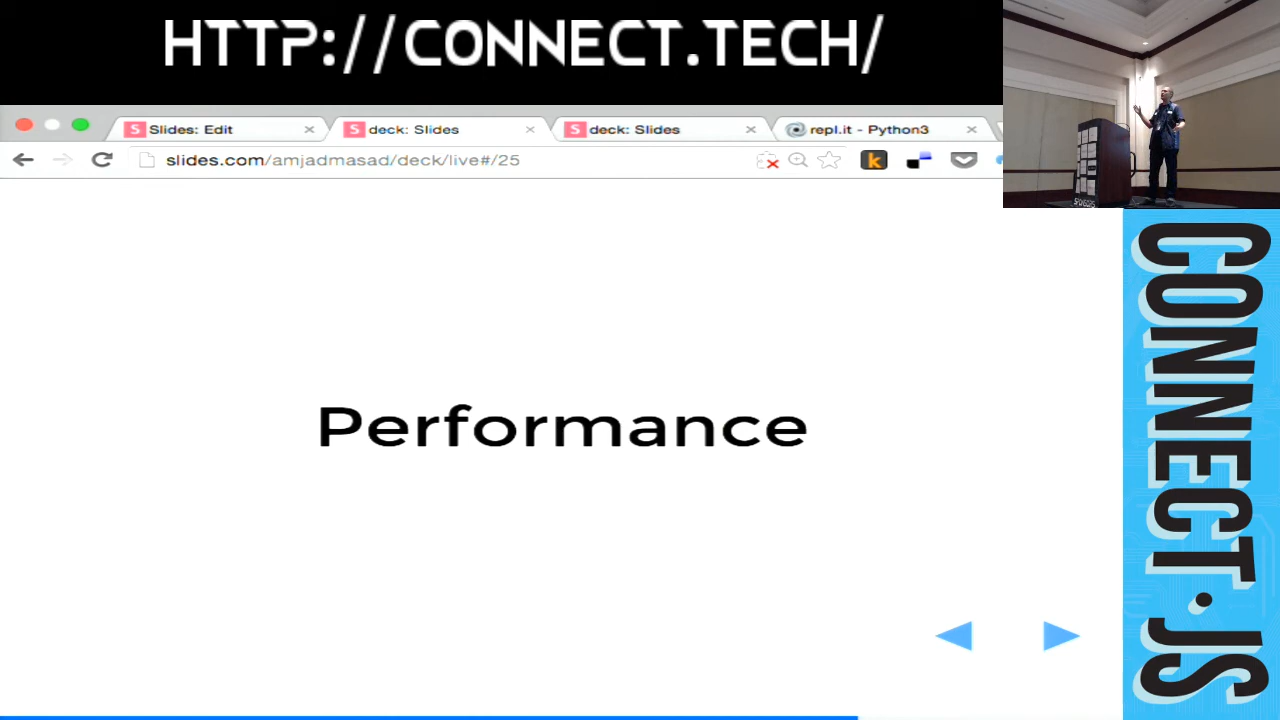 HTTP://CONNECT.TECH/
Slides: Edit
deck: Slides
deck: Slides
repl.it - Python3
slides.com/amjadmasad/deck/live#/25
Performance
CONNECT·JS